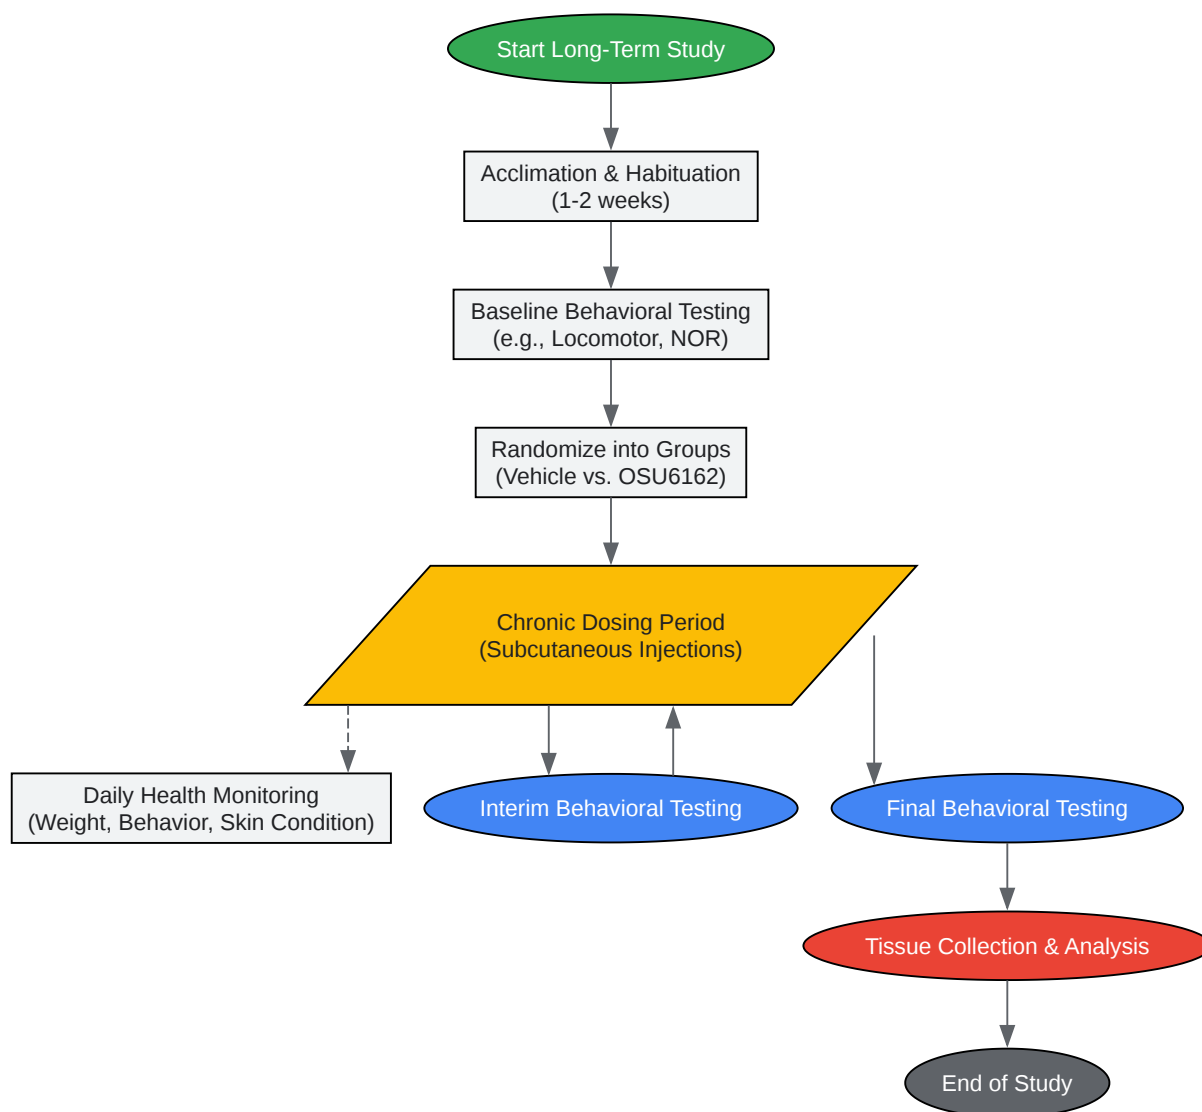 Start Long-Term Study
Acclimation & Habituation
(1-2 weeks)
Baseline Behavioral Testing
(e.g., Locomotor, NOR)
Randomize into Groups
(Vehicle vs. OSU6162)
Chronic Dosing Period
(Subcutaneous Injections)
Daily Health Monitoring
(Weight, Behavior, Skin Condition)
Interim Behavioral Testing
Final Behavioral Testing
Tissue Collection & Analysis
End of Study